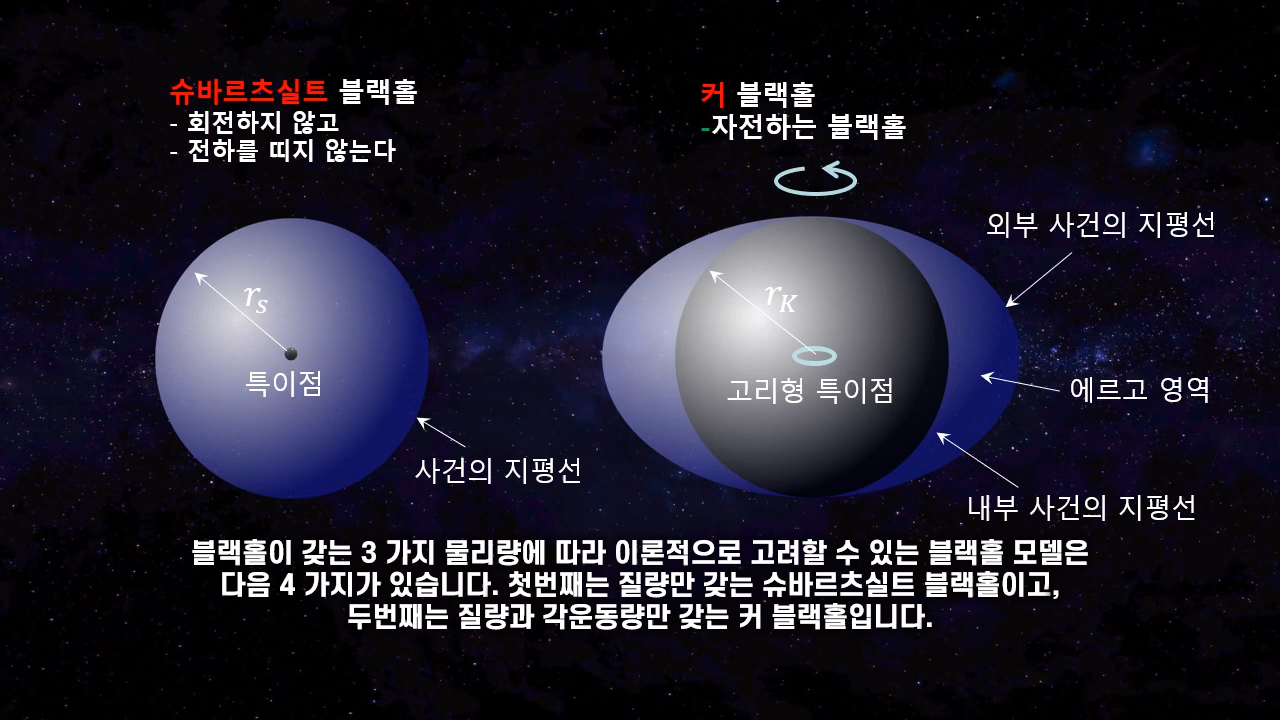 슈바르츠실트 블랙홀
- 회전하지 않고
- 전하를 띠지 않는다
r_s
특이점
사건의 지평선
커 블랙홀
-자전하는 블랙홀
외부 사건의 지평선
r_K
고리형 특이점
에르고 영역
내부 사건의 지평선
블랙홀이 갖는 3 가지 물리량에 따라 이론적으로 고려할 수 있는 블랙홀 모델은
다음 4 가지가 있습니다. 첫번째는 질량만 갖는 슈바르츠실트 블랙홀이고,
두번째는 질량과 각운동량만 갖는 커 블랙홀입니다.